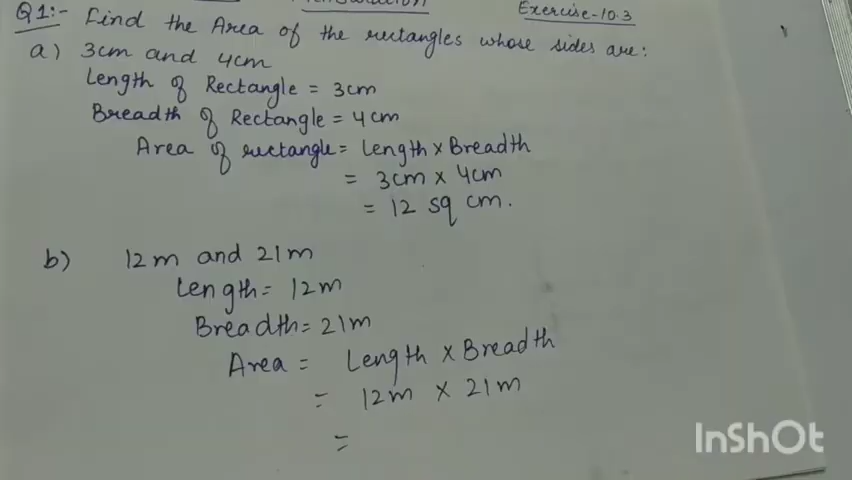 Exercise-10.3
Q1:- Find the Area of the rectangles whose sides are:
a) 3cm and 4cm
Length of Rectangle = 3cm
Breadth of Rectangle = 4cm
Area of rectangle = Length × Breadth
= 3cm × 4cm
= 12 sq cm.
b) 12m and 21m
Length = 12m
Breadth = 21m
Area = Length × Breadth
= 12m × 21m
=
InShOt